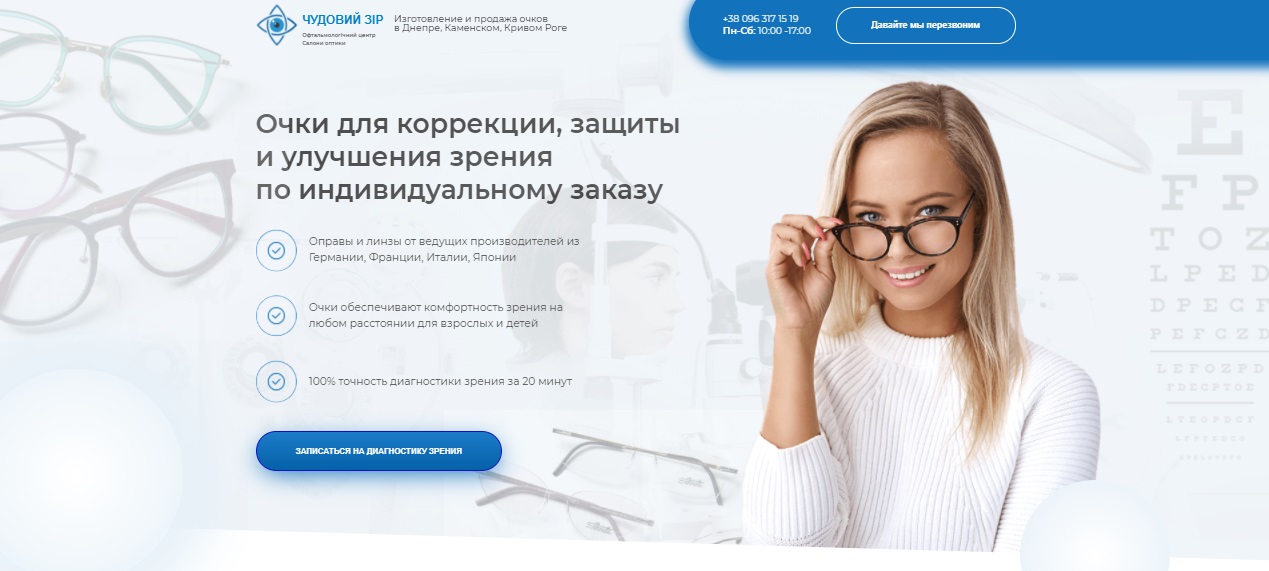 ЧУДОВИЙ ЗІР
Офтальмологічний центр
Салони оптики
Изготовление и продажа очков
в Днепре, Каменском, Кривом Роге
+38 096 317 15 19
Пн-Сб: 10:00 -17:00
Давайте мы перезвоним
Очки для коррекции, защиты
и улучшения зрения
по индивидуальному заказу
Оправы и линзы от ведущих производителей из
Германии, Франции, Италии, Японии
Очки обеспечивают комфортность зрения на
любом расстоянии для взрослых и детей
100% точность диагностики зрения за 20 минут
ЗАПИСАТЬСЯ НА ДИАГНОСТИКУ ЗРЕНИЯ
E
F P
T O Z
L P E D
D P E C F
P E F C Z D
L E F O Z P D
F D E C P T O E